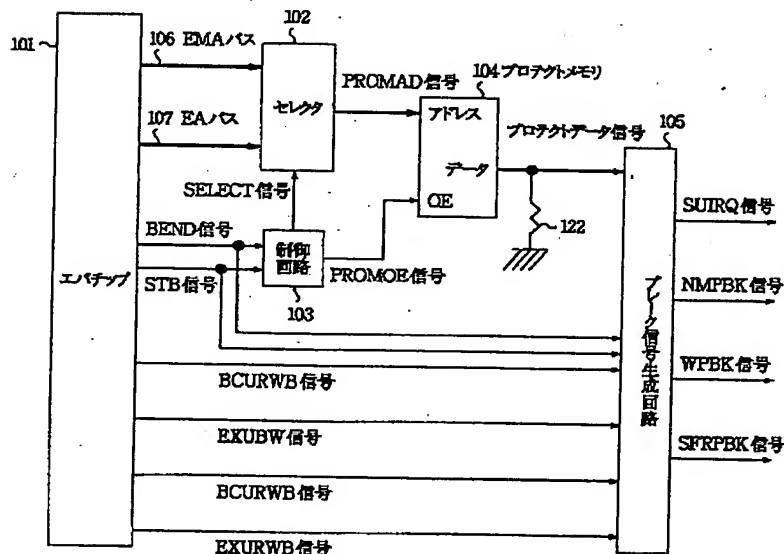 101
エバチップ
106 EMAバス
107 EAバス
102
セレクタ
PROMAD信号
104プロテクトメモリ
アドレス
データ
OE
プロテクトデータ信号
105
SELECT信号
BEND信号
STB信号
制御
回路
103
PROMOE信号
122
BCURWB信号
EXUBW信号
BCURWB信号
EXURWB信号
ブレーク信号生成回路
SUIRQ信号
NMPBK信号
WPBK信号
SFRPBK信号